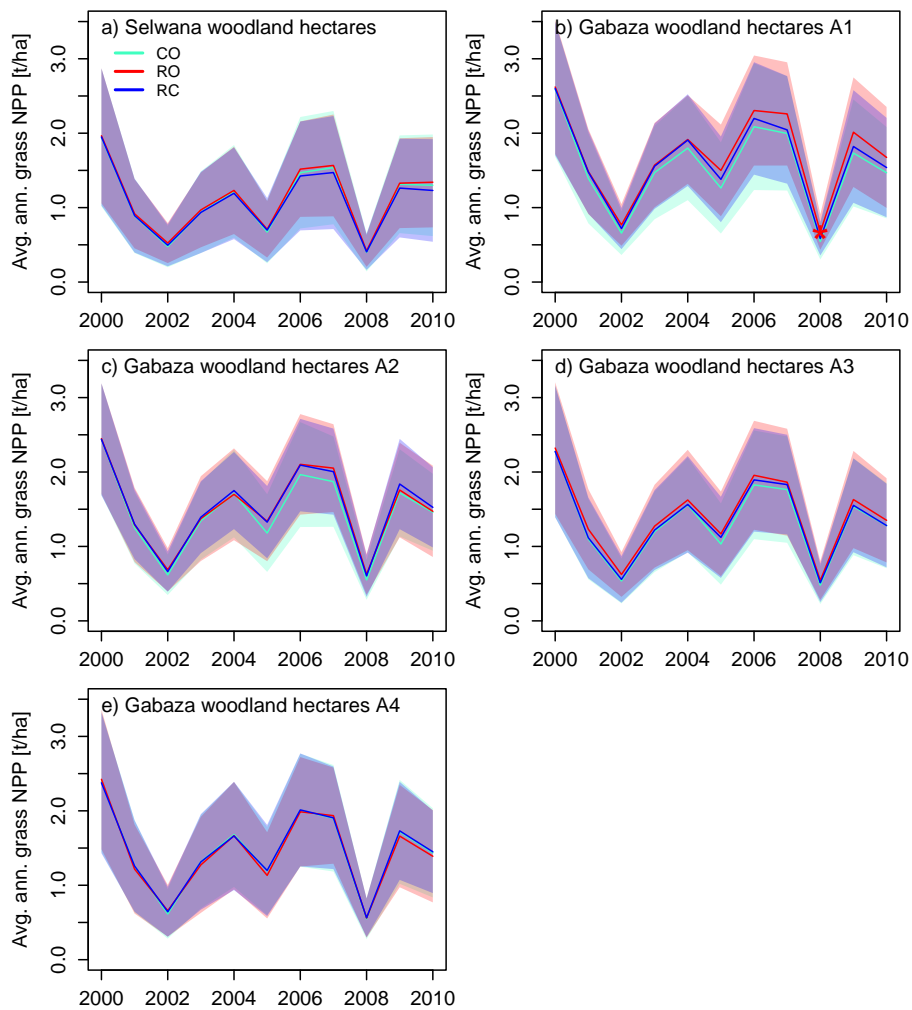 a) Selwana woodland hectares
CO
RO
RC
Avg. ann. grass NPP [t/ha]
3.0
2.0
1.0
0.0
2000 2002 2004 2006 2008 2010
b) Gabaza woodland hectares A1
Avg. ann. grass NPP [t/ha]
3.0
2.0
1.0
0.0
2000 2002 2004 2006 2008 2010
c) Gabaza woodland hectares A2
Avg. ann. grass NPP [t/ha]
3.0
2.0
1.0
0.0
2000 2002 2004 2006 2008 2010
d) Gabaza woodland hectares A3
Avg. ann. grass NPP [t/ha]
3.0
2.0
1.0
0.0
2000 2002 2004 2006 2008 2010
e) Gabaza woodland hectares A4
Avg. ann. grass NPP [t/ha]
3.0
2.0
1.0
0.0
2000 2002 2004 2006 2008 2010